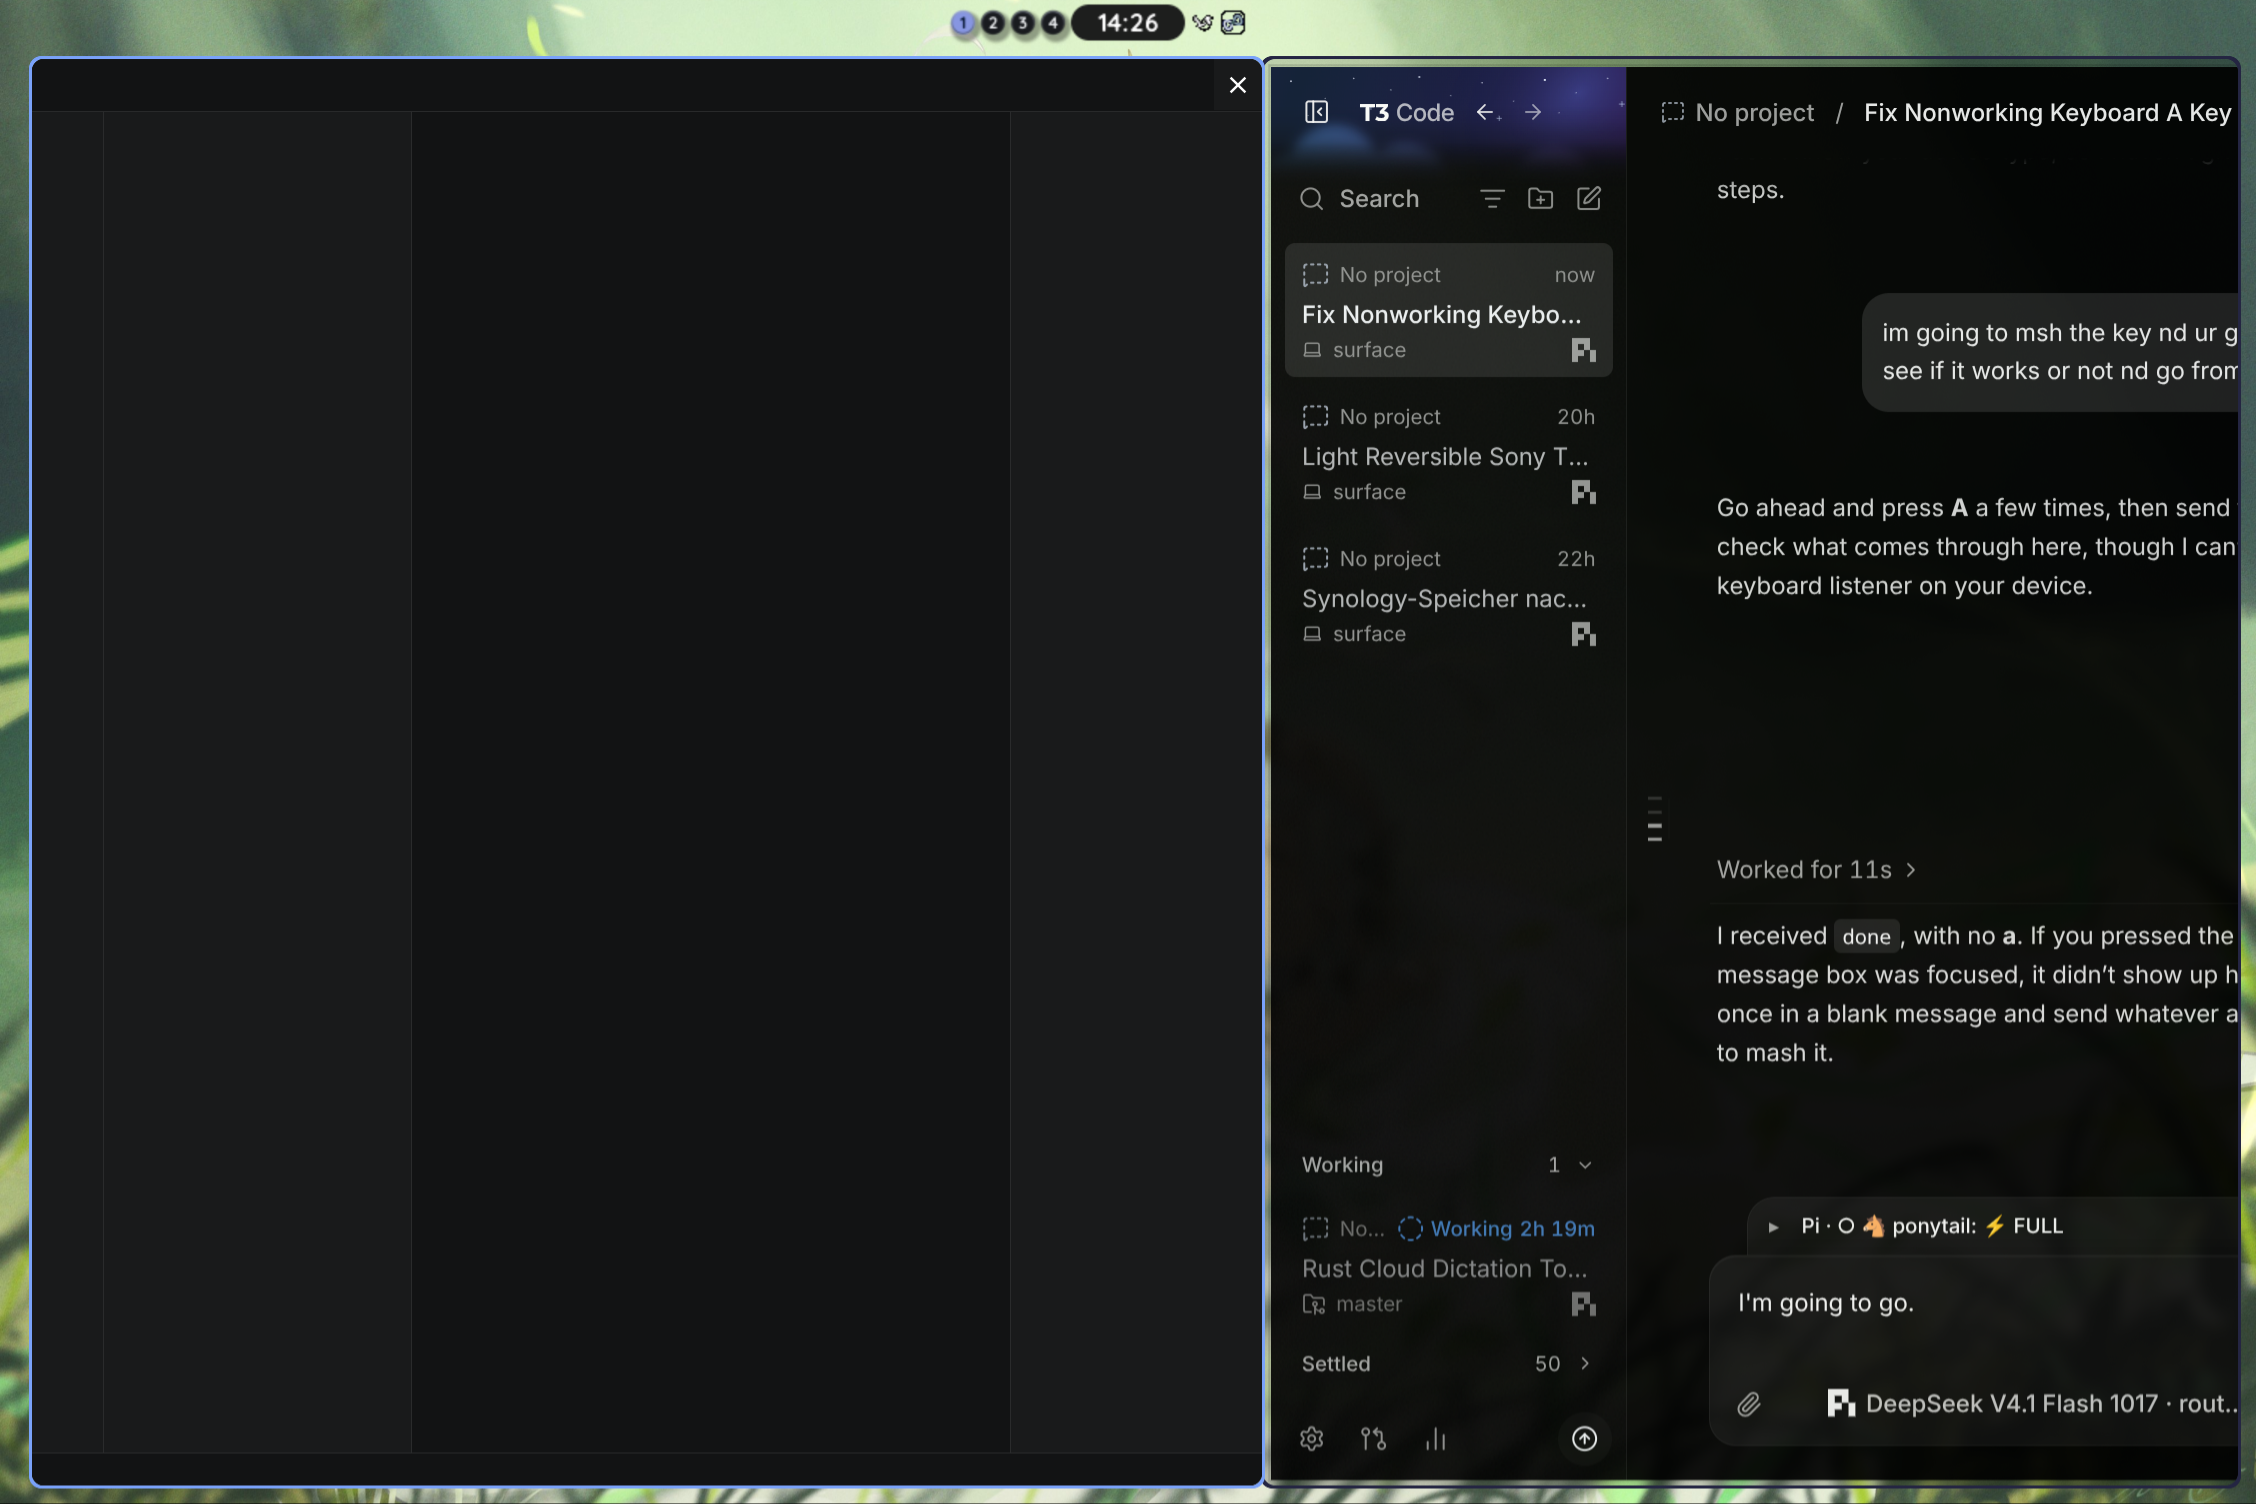 1 2 3 4 14:26
T3 Code
No project / Fix Nonworking Keyboard A Key
Search
No project now
Fix Nonworking Keybo...
surface
No project 20h
Light Reversible Sony T...
surface
No project 22h
Synology-Speicher nac...
surface
Working 1
No... Working 2h 19m
Rust Cloud Dictation To...
master
Settled 50
steps.
im going to msh the key nd ur g
see if it works or not nd go from
Go ahead and press A a few times, then send
check what comes through here, though I can'
keyboard listener on your device.
Worked for 11s
I received done, with no a. If you pressed the
message box was focused, it didn't show up h
once in a blank message and send whatever a
to mash it.
Pi · O 🐴 ponytail: ⚡ FULL
I'm going to go.
DeepSeek V4.1 Flash 1017 · rout...